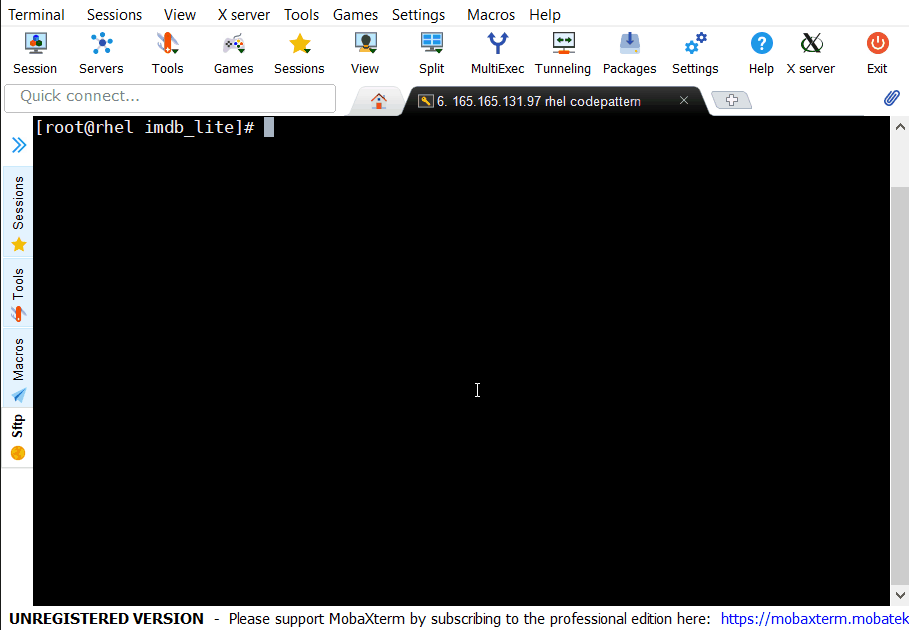 Terminal Sessions View X server Tools Games Settings Macros Help
Session Servers Tools Games Sessions View Split MultiExec Tunneling Packages Settings Help X server Exit
Quick connect...
6. 165.165.131.97 rhel codepattern
[root@rhel imdb_lite]#
Sessions
Tools
Macros
Sftp
UNREGISTERED VERSION - Please support MobaXterm by subscribing to the professional edition here: https://mobaxterm.mobatek